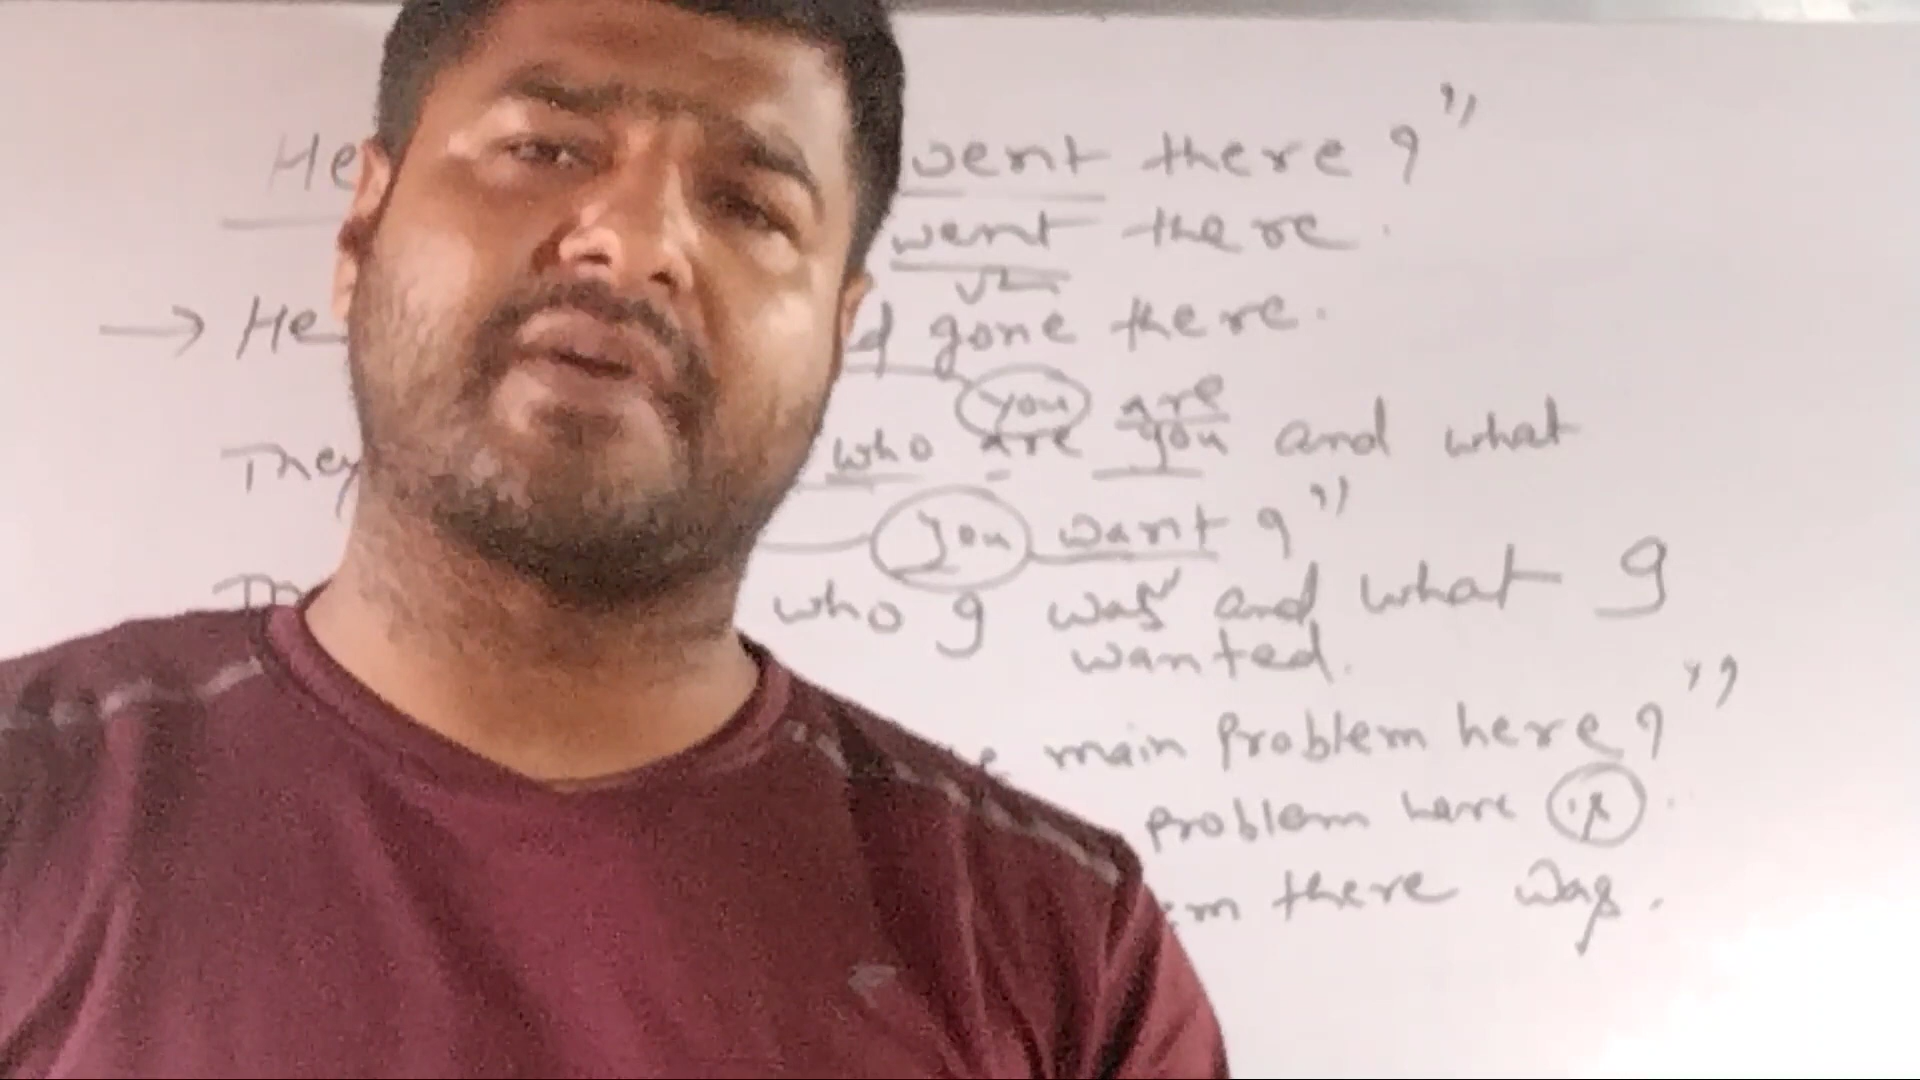 He went there ? "
went there .
→ He gone there .
you are
They who are you and what
you want ? "
who I was and what I
wanted .
main problem here ? "
problem here is .
there was .